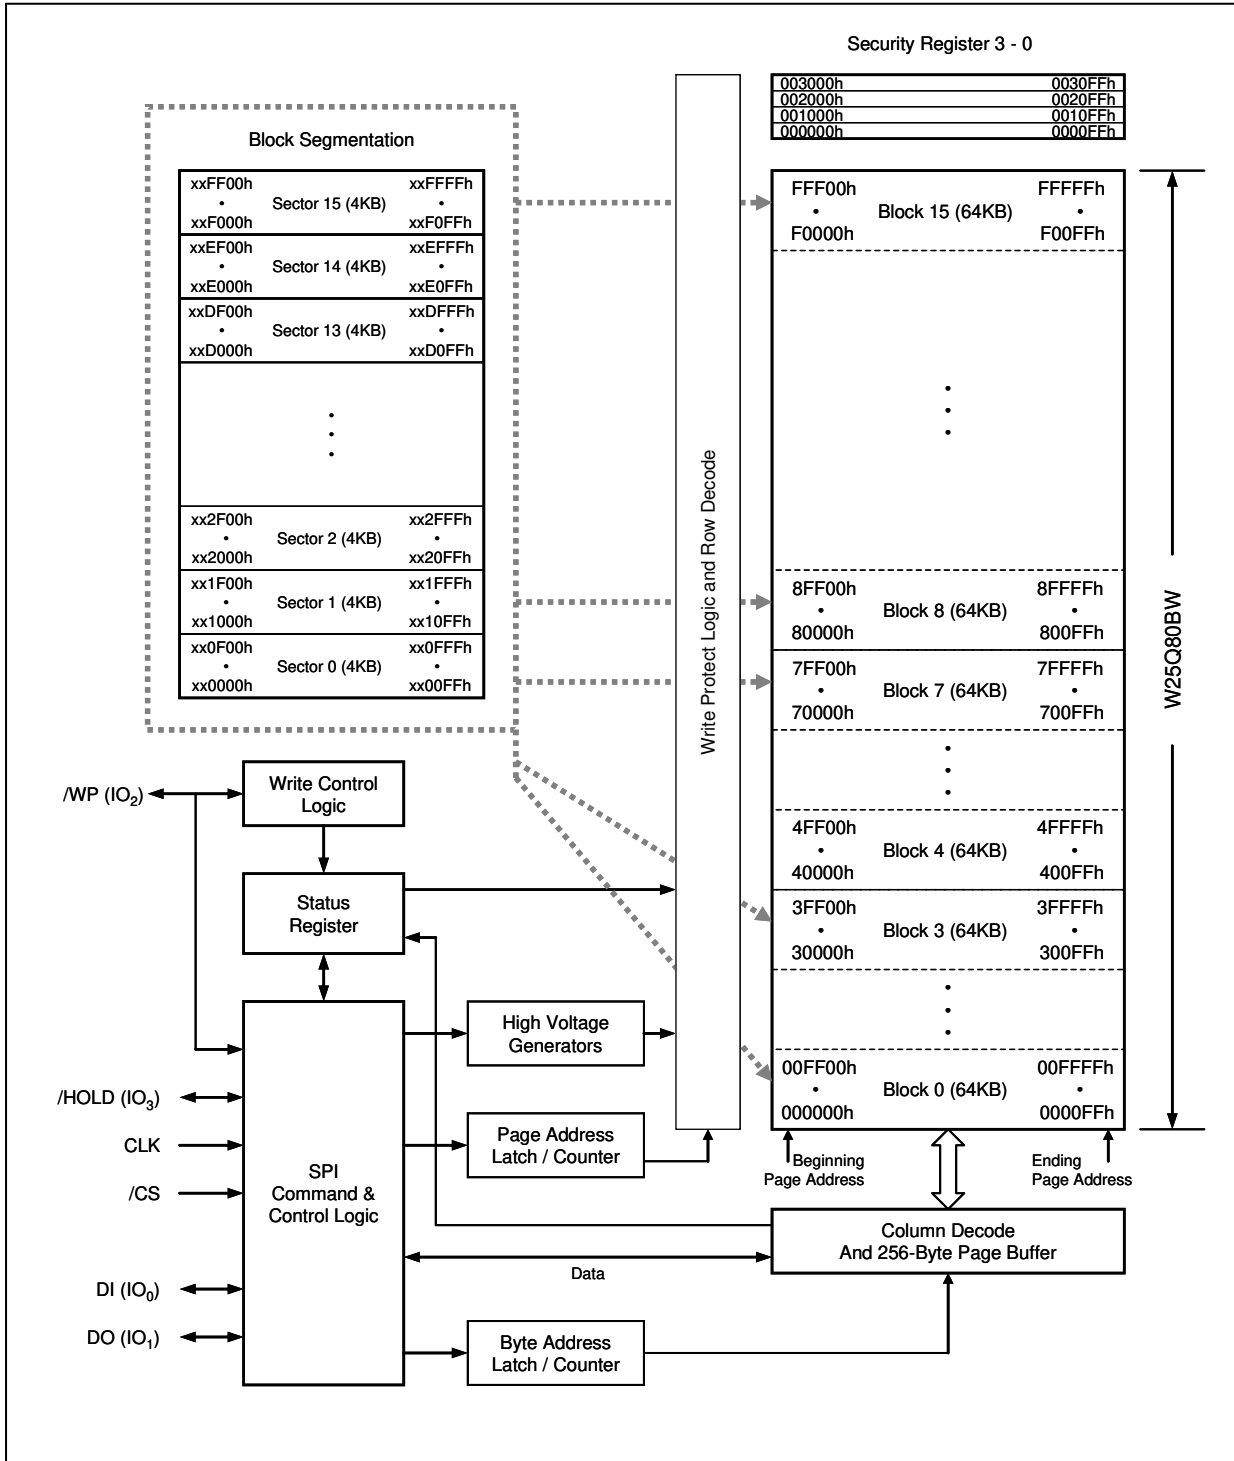 Security Register 3 - 0
003000h 0030FFh
002000h 0020FFh
001000h 0010FFh
000000h 0000FFh
Block Segmentation
xxFF00h xxFFFFh
• Sector 15 (4KB) •
xxF000h xxF0FFh
xxEF00h xxEFFFh
• Sector 14 (4KB) •
xxE000h xxE0FFh
xxDF00h xxDFFFh
• Sector 13 (4KB) •
xxD000h xxD0FFh
xx2F00h xx2FFFh
• Sector 2 (4KB) •
xx2000h xx20FFh
xx1F00h xx1FFFh
• Sector 1 (4KB) •
xx1000h xx10FFh
xx0F00h xx0FFFh
• Sector 0 (4KB) •
xx0000h xx00FFh
Write Protect Logic and Row Decode
FFF00h FFFFFh
• Block 15 (64KB) •
F0000h F00FFh
8FF00h 8FFFFh
• Block 8 (64KB) •
80000h 800FFh
7FF00h 7FFFFh
• Block 7 (64KB) •
70000h 700FFh
4FF00h 4FFFFh
• Block 4 (64KB) •
40000h 400FFh
3FF00h 3FFFFh
• Block 3 (64KB) •
30000h 300FFh
00FF00h 00FFFFh
• Block 0 (64KB) •
000000h 0000FFh
W25Q80BW
Beginning
Page Address
Ending
Page Address
/WP (IO2)
Write Control
Logic
Status
Register
High Voltage
Generators
/HOLD (IO3)
CLK
/CS
Page Address
Latch / Counter
SPI
Command &
Control Logic
Column Decode
And 256-Byte Page Buffer
Data
DI (IO0)
DO (IO1)
Byte Address
Latch / Counter